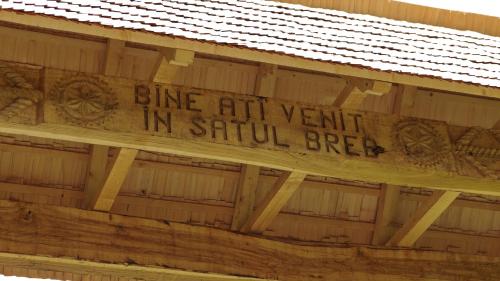 BINE AȚI VENIT
ÎN SATUL BREB